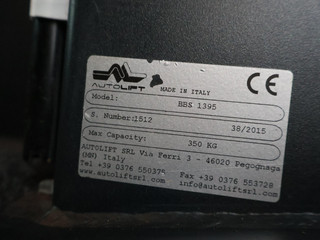 AUTOLIFT
MADE IN ITALY
CE
Model: BBS 1395
S. Number: 1512 38/2015
Max Capacity: 350 KG
AUTOLIFT SRL Via Ferri 3 - 46020 Pegognaga
(MN) Italy
Tel +39 0376 550375 Fax +39 0376 553728
www.autoliftsrl.com info@autoliftsrl.com